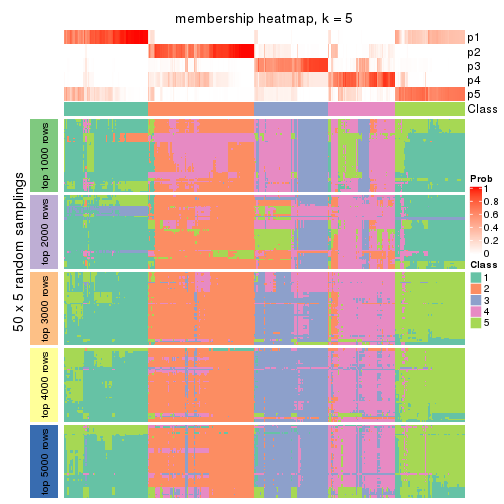 membership heatmap, k = 5
p1
p2
p3
p4
p5
Class
50 x 5 random samplings
top 1000 rows
top 2000 rows
top 3000 rows
top 4000 rows
top 5000 rows
Prob
1
0.8
0.6
0.4
0.2
0
Class
1
2
3
4
5